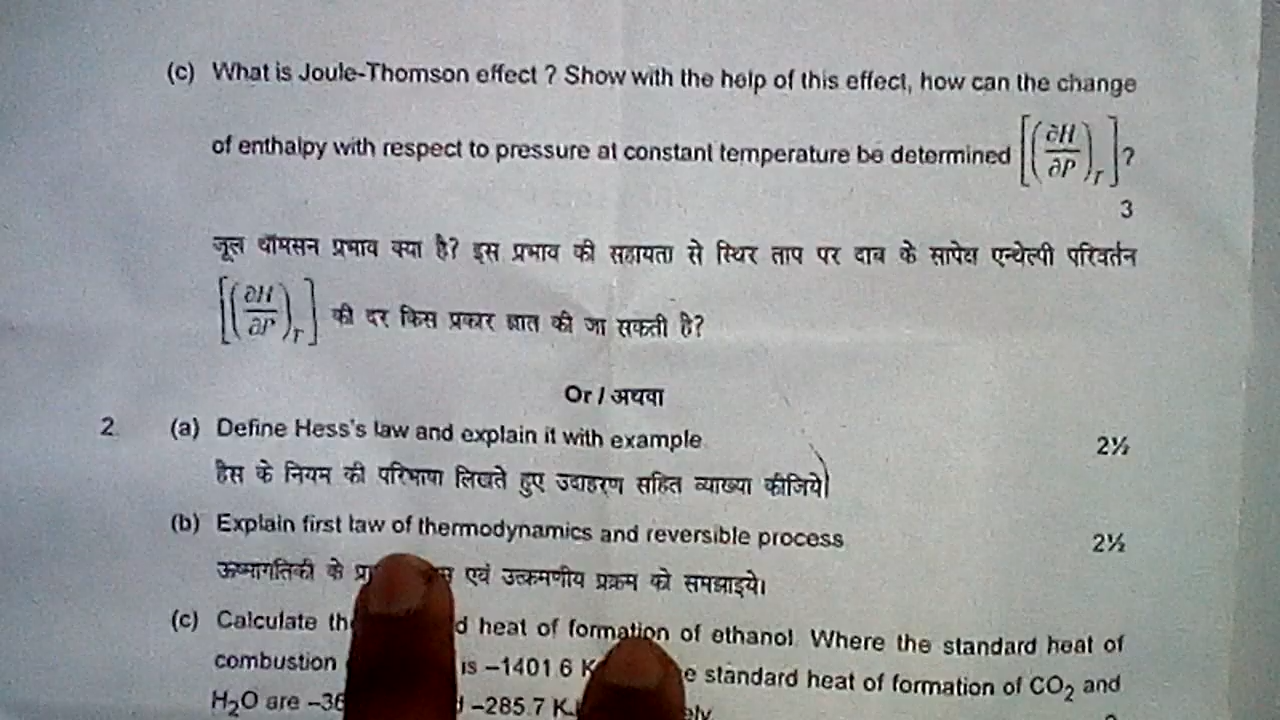 (c) What is Joule-Thomson effect ? Show with the help of this effect, how can the change
of enthalpy with respect to pressure at constant temperature be determined [(∂H/∂P)_T]?
3
जूल थॉमसन प्रभाव क्या है? इस प्रभाव की सहायता से स्थिर ताप पर दाब के सापेक्ष एन्थेल्पी परिवर्तन
[(∂H/∂P)_T] की दर किस प्रकार ज्ञात की जा सकती है?
Or / अथवा
2. (a) Define Hess's law and explain it with example 2½
हैस के नियम की परिभाषा लिखते हुए उदाहरण सहित व्याख्या कीजिये।
(b) Explain first law of thermodynamics and reversible process 2½
ऊष्मागतिकी के एवं उत्क्रमणीय प्रक्रम को समझाइये।
(c) Calculate heat of formation of ethanol. Where the standard heat of
combustion is –1401.6 standard heat of formation of CO₂ and
H₂O are –285.7